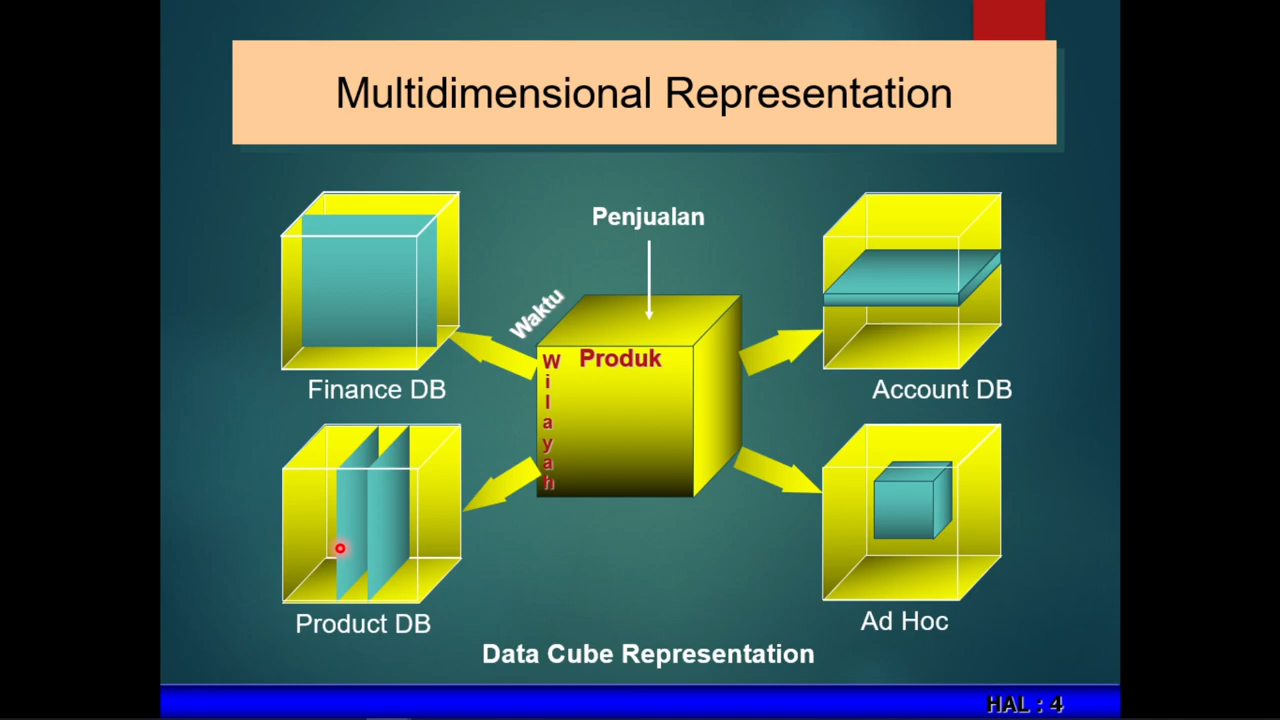 Multidimensional Representation
Penjualan
Waktu
Produk
Wilayah
Finance DB
Account DB
Product DB
Ad Hoc
Data Cube Representation
HAL : 4